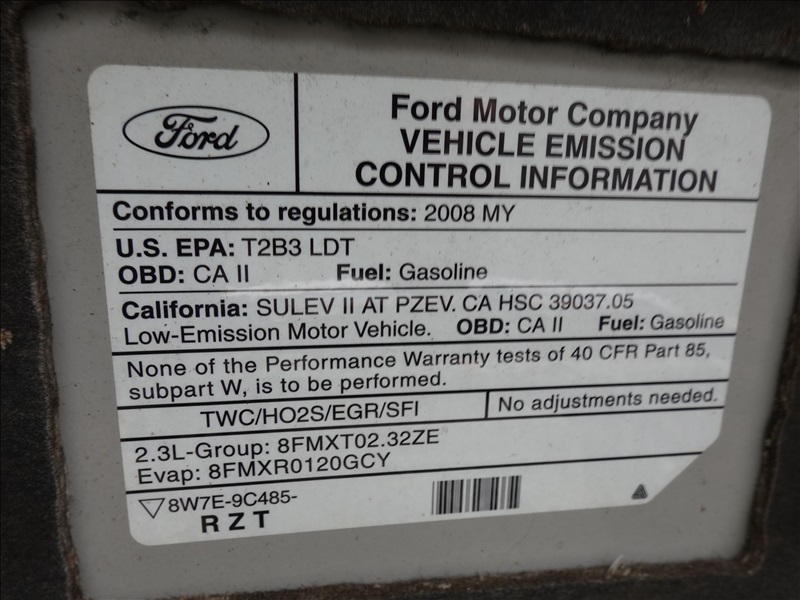 Ford
Ford Motor Company
VEHICLE EMISSION
CONTROL INFORMATION
Conforms to regulations: 2008 MY
U.S. EPA: T2B3 LDT
OBD: CA II Fuel: Gasoline
California: SULEV II AT PZEV. CA HSC 39037.05
Low-Emission Motor Vehicle. OBD: CA II Fuel: Gasoline
None of the Performance Warranty tests of 40 CFR Part 85,
subpart W, is to be performed.
TWC/HO2S/EGR/SFI No adjustments needed.
2.3L-Group: 8FMXT02.32ZE
Evap: 8FMXR0120GCY
8W7E-9C485-
RZT